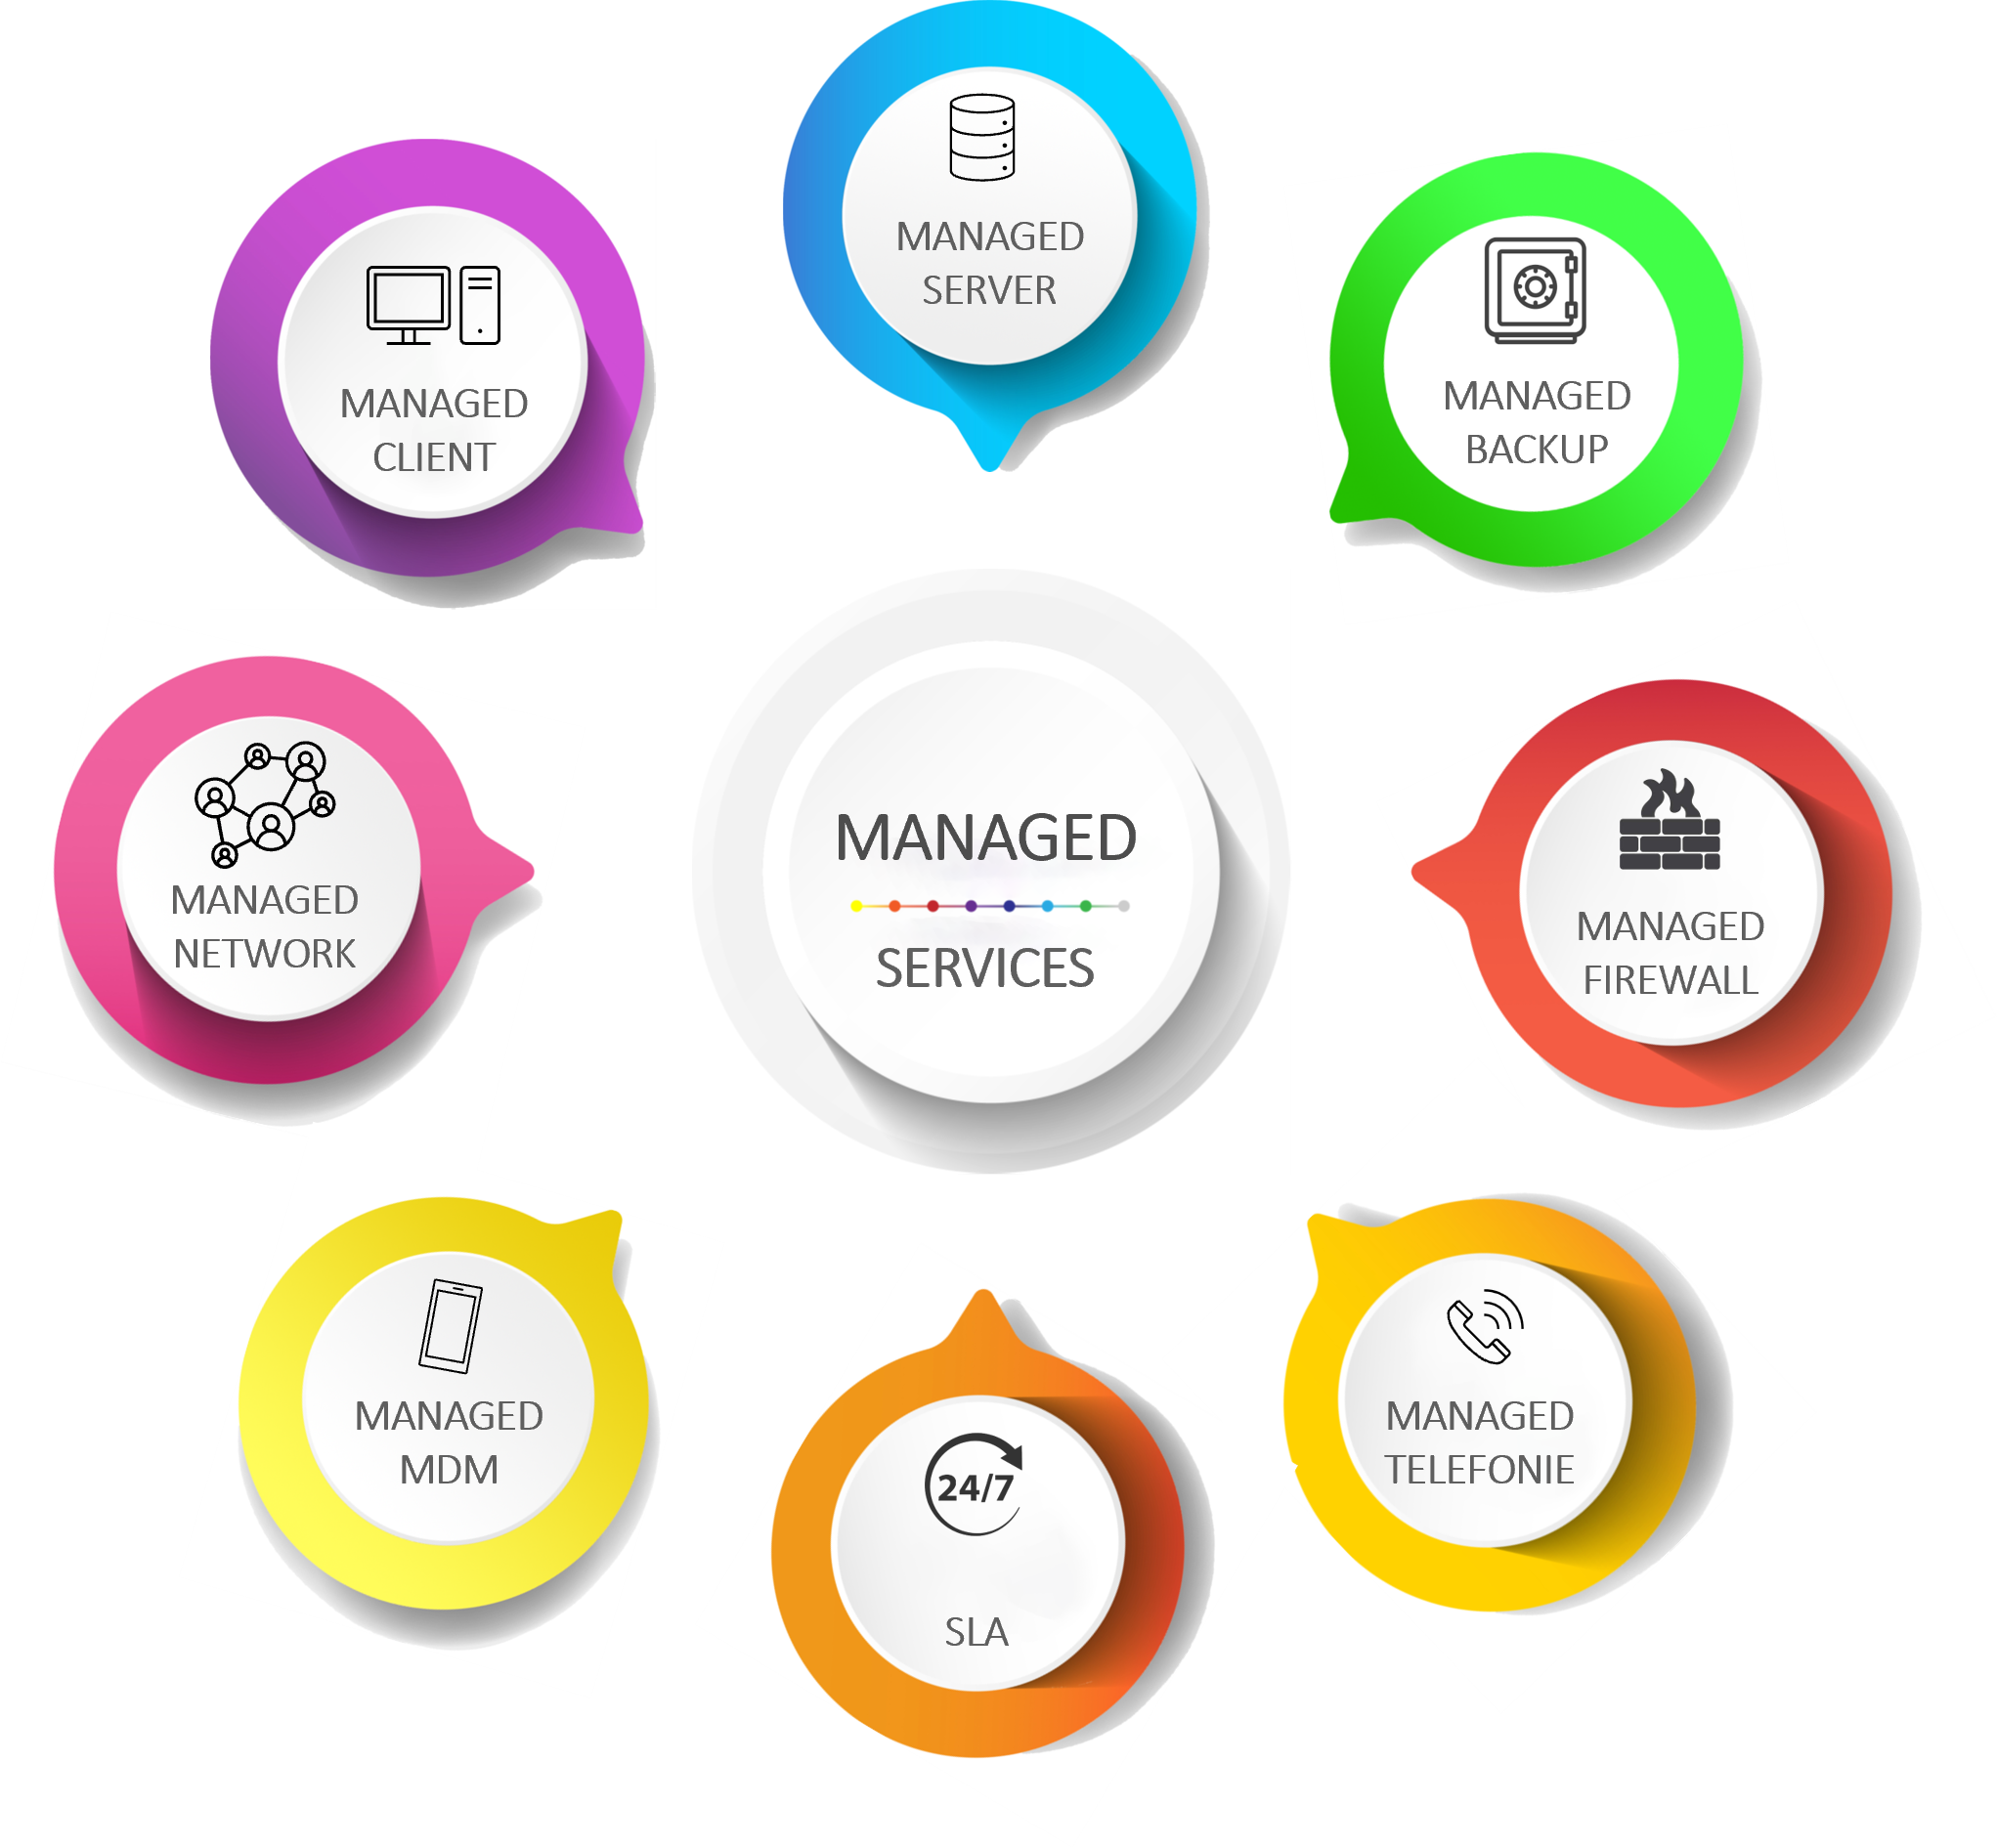 MANAGED
SERVER
MANAGED
CLIENT
MANAGED
BACKUP
MANAGED
NETWORK
MANAGED
SERVICES
MANAGED
FIREWALL
MANAGED
MDM
24/7
SLA
MANAGED
TELEFONIE